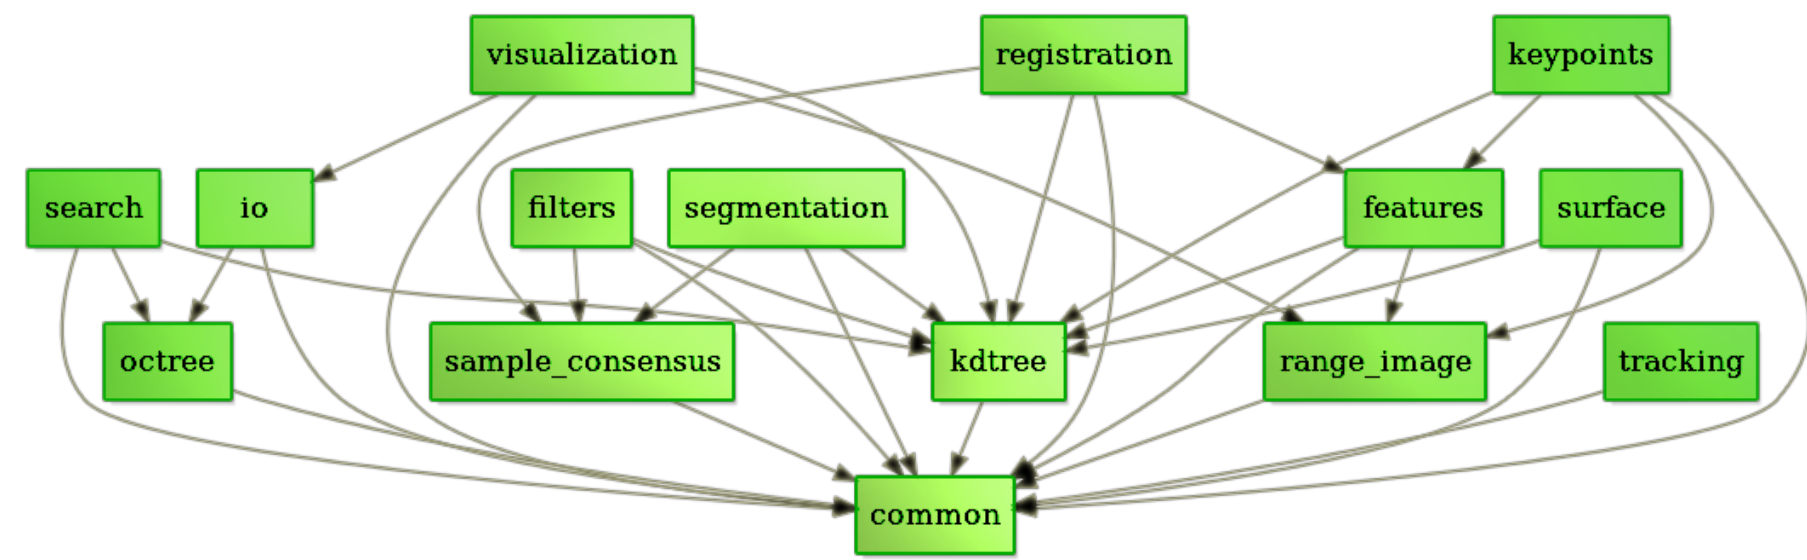 visualization
registration
keypoints
search
io
filters
segmentation
features
surface
octree
sample_consensus
kdtree
range_image
tracking
common